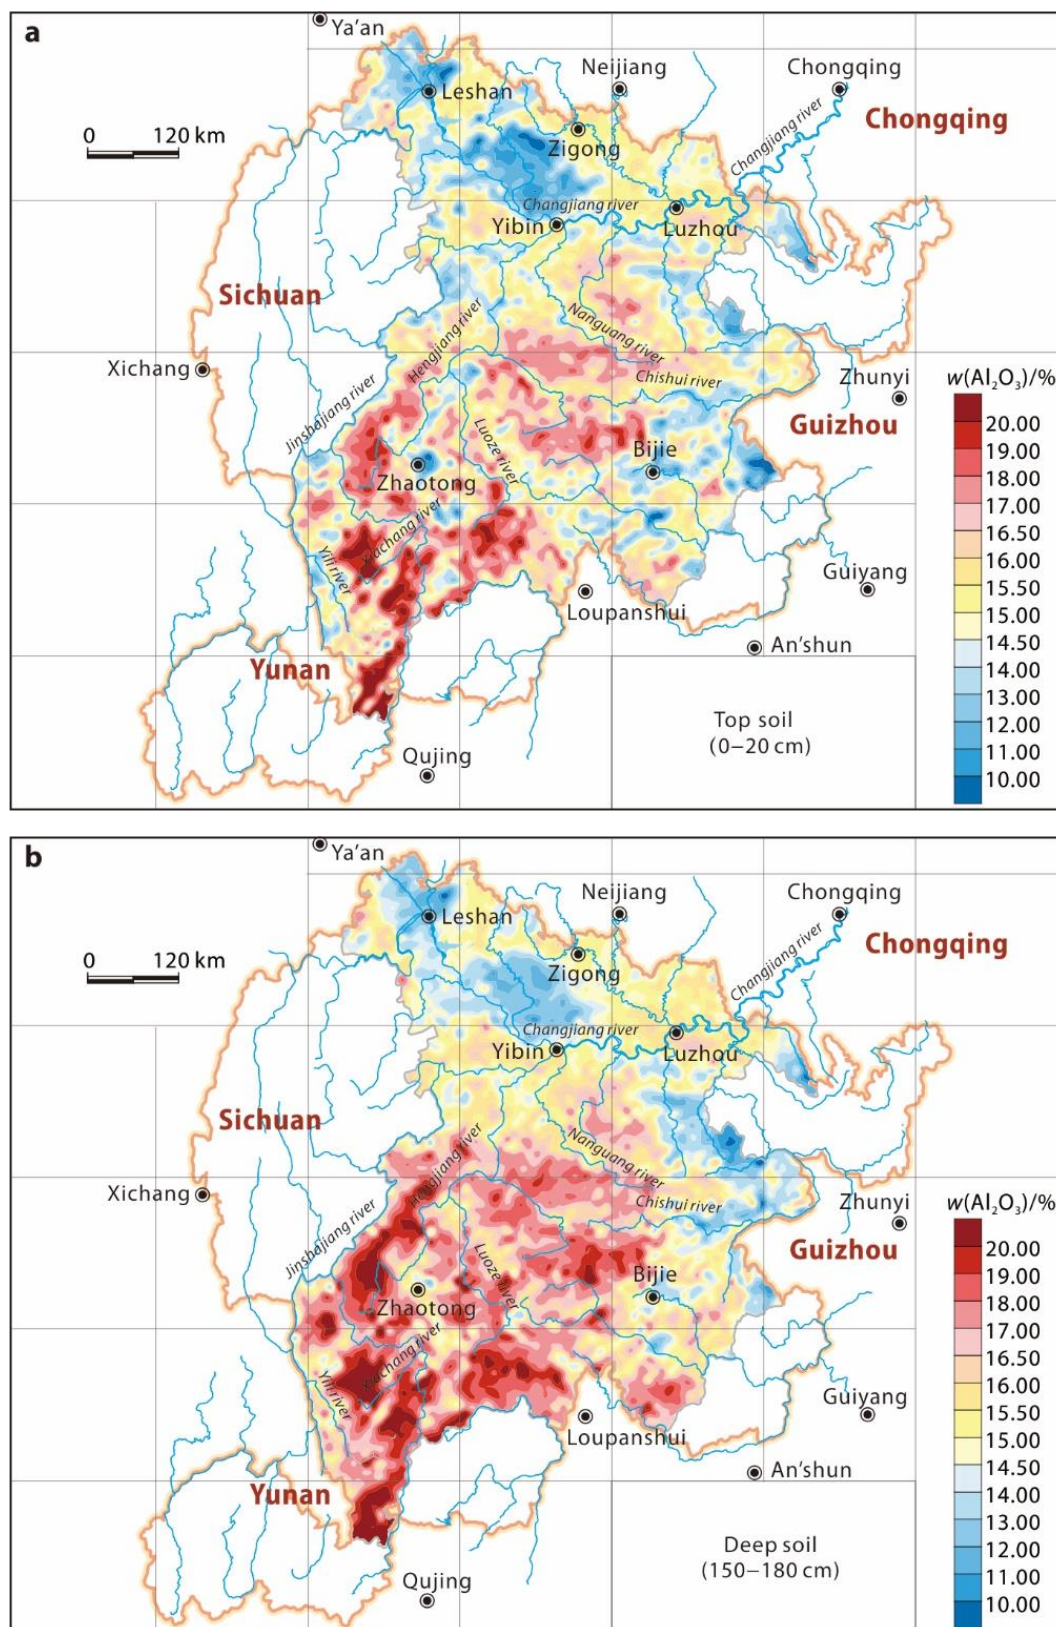 a
Ya'an
Neijiang
Chongqing
Leshan
Chongqing
0 120 km
Changjiang river
Zigong
Changjiang river
Yibin
Luzhou
Sichuan
Hengjiang river
Nanguang river
Xichang
Chishui river
Zhunyi
w(Al₂O₃)/%
Jinshajiang river
Guizhou
20.00
Luoze river
19.00
Bijie
18.00
Zhaotong
17.00
16.50
Xiachang river
16.00
Yili river
Guiyang
15.50
Loupanshui
15.00
An'shun
14.50
Yunan
14.00
13.00
Top soil
(0–20 cm)
12.00
Qujing
11.00
10.00
b
Ya'an
Neijiang
Chongqing
Leshan
Chongqing
0 120 km
Changjiang river
Zigong
Changjiang river
Yibin
Luzhou
Sichuan
Hengjiang river
Nanguang river
Xichang
Chishui river
Zhunyi
w(Al₂O₃)/%
Jinshajiang river
Guizhou
20.00
Luoze river
19.00
Bijie
18.00
Zhaotong
17.00
16.50
Xiachang river
16.00
Yili river
Guiyang
15.50
Loupanshui
15.00
An'shun
14.50
Yunan
14.00
13.00
Deep soil
(150–180 cm)
12.00
Qujing
11.00
10.00